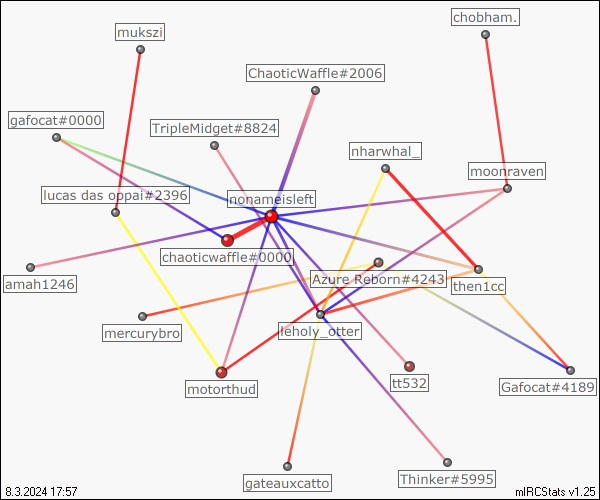 chobham.
mukszi
ChaoticWaffle#2006
gafocat#0000
TripleMidget#8824
nharwhal_
moonraven
lucas das oppai#2396
nonameisleft
chaoticwaffle#0000
amah1246
Azure Reborn#4243
then1cc
mercurybro
leholy_otter
motorthud
tt532
Gafocat#4189
gateauxcatto
Thinker#5995
8.3.2024 17:57
mIRCStats v1.25